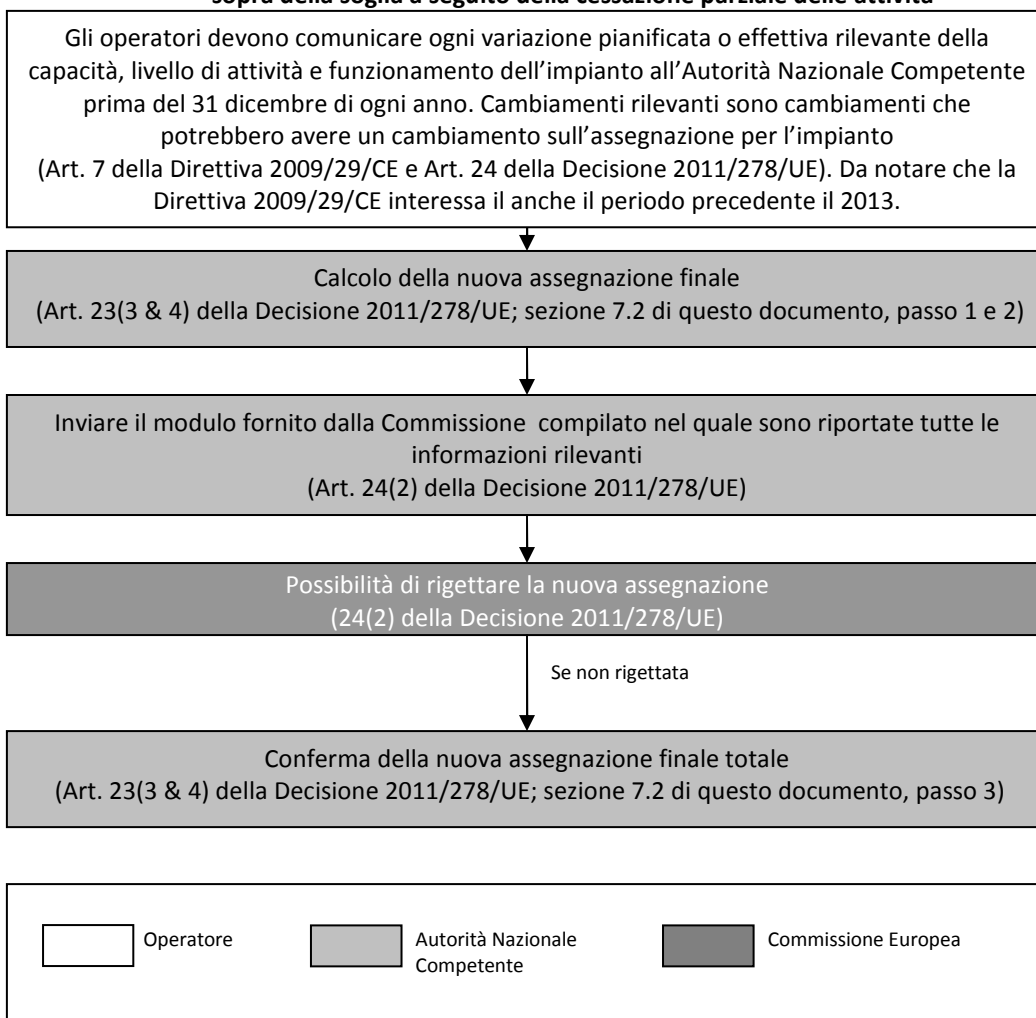 sopra della soglia a seguito della cessazione parziale delle attività
Gli operatori devono comunicare ogni variazione pianificata o effettiva rilevante della
capacità, livello di attività e funzionamento dell'impianto all'Autorità Nazionale Competente
prima del 31 dicembre di ogni anno. Cambiamenti rilevanti sono cambiamenti che
potrebbero avere un cambiamento sull'assegnazione per l'impianto
(Art. 7 della Direttiva 2009/29/CE e Art. 24 della Decisione 2011/278/UE). Da notare che la
Direttiva 2009/29/CE interessa il anche il periodo precedente il 2013.
Calcolo della nuova assegnazione finale
(Art. 23(3 & 4) della Decisione 2011/278/UE; sezione 7.2 di questo documento, passo 1 e 2)
Inviare il modulo fornito dalla Commissione compilato nel quale sono riportate tutte le
informazioni rilevanti
(Art. 24(2) della Decisione 2011/278/UE)
Possibilità di rigettare la nuova assegnazione
(24(2) della Decisione 2011/278/UE)
Se non rigettata
Conferma della nuova assegnazione finale totale
(Art. 23(3 & 4) della Decisione 2011/278/UE; sezione 7.2 di questo documento, passo 3)
Operatore
Autorità Nazionale
Competente
Commissione Europea